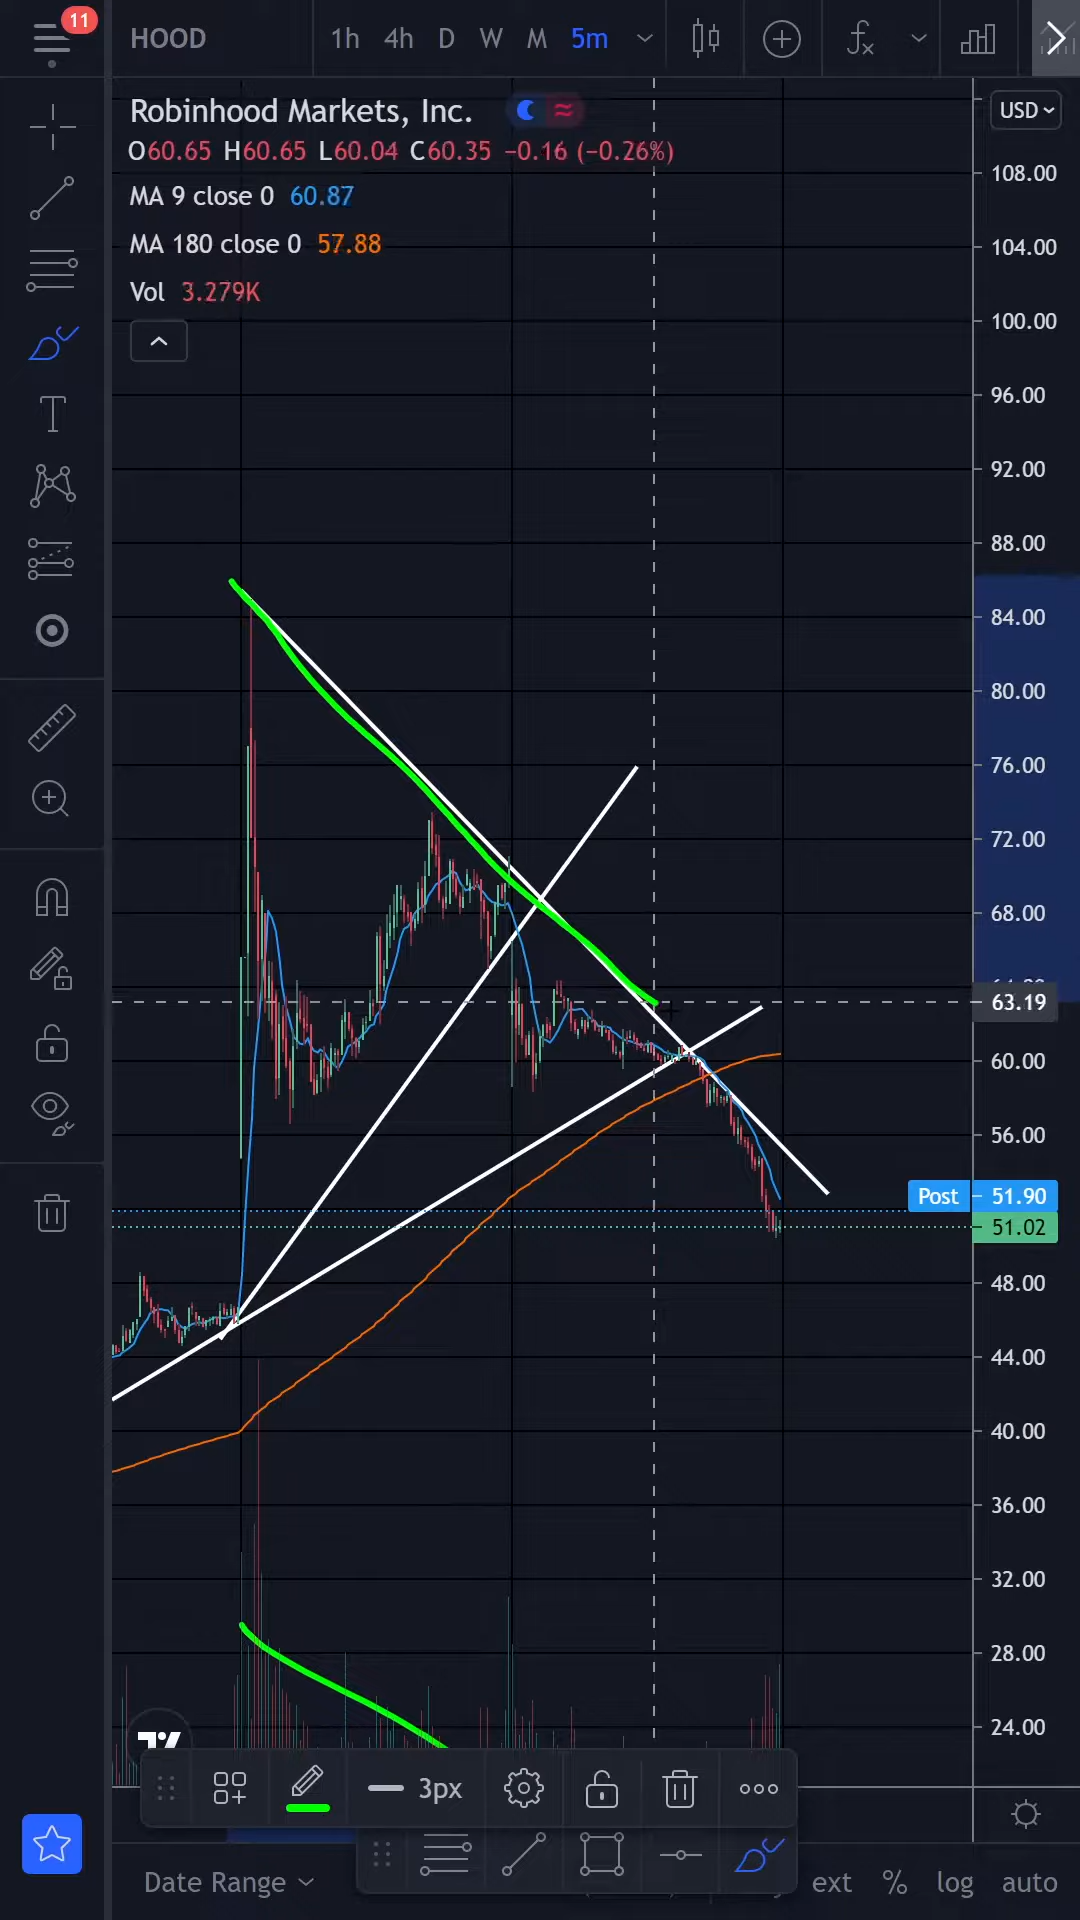 11
HOOD 1h 4h D W M 5m
Robinhood Markets, Inc.
USD
O60.65 H60.65 L60.04 C60.35 −0.16 (−0.26%)
MA 9 close 0 60.87
MA 180 close 0 57.88
Vol 3.279K
108.00
104.00
100.00
96.00
92.00
88.00
84.00
80.00
76.00
72.00
68.00
63.19
60.00
56.00
Post 51.90
51.02
48.00
44.00
40.00
36.00
32.00
28.00
24.00
3px
Date Range ext % log auto